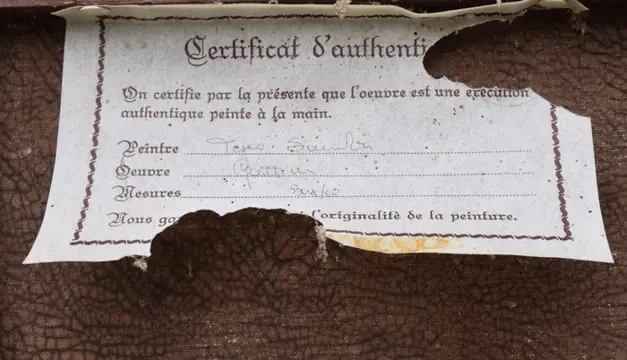 Certificat d'authenti
On certifie par la présente que l'oeuvre est une exécution
authentique peinte à la main.
Peintre
Oeuvre
Mesures
Nous ga l'originalitè de la peinture.